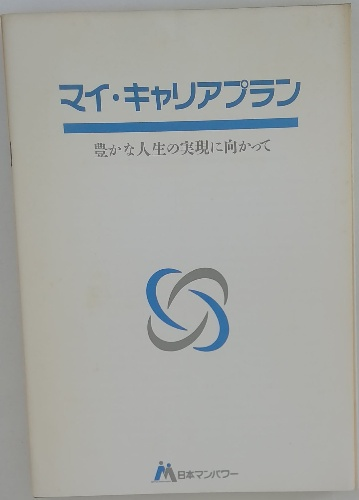 マイ・キャリアプラン
豊かな人生の実現に向かって
日本マンパワー